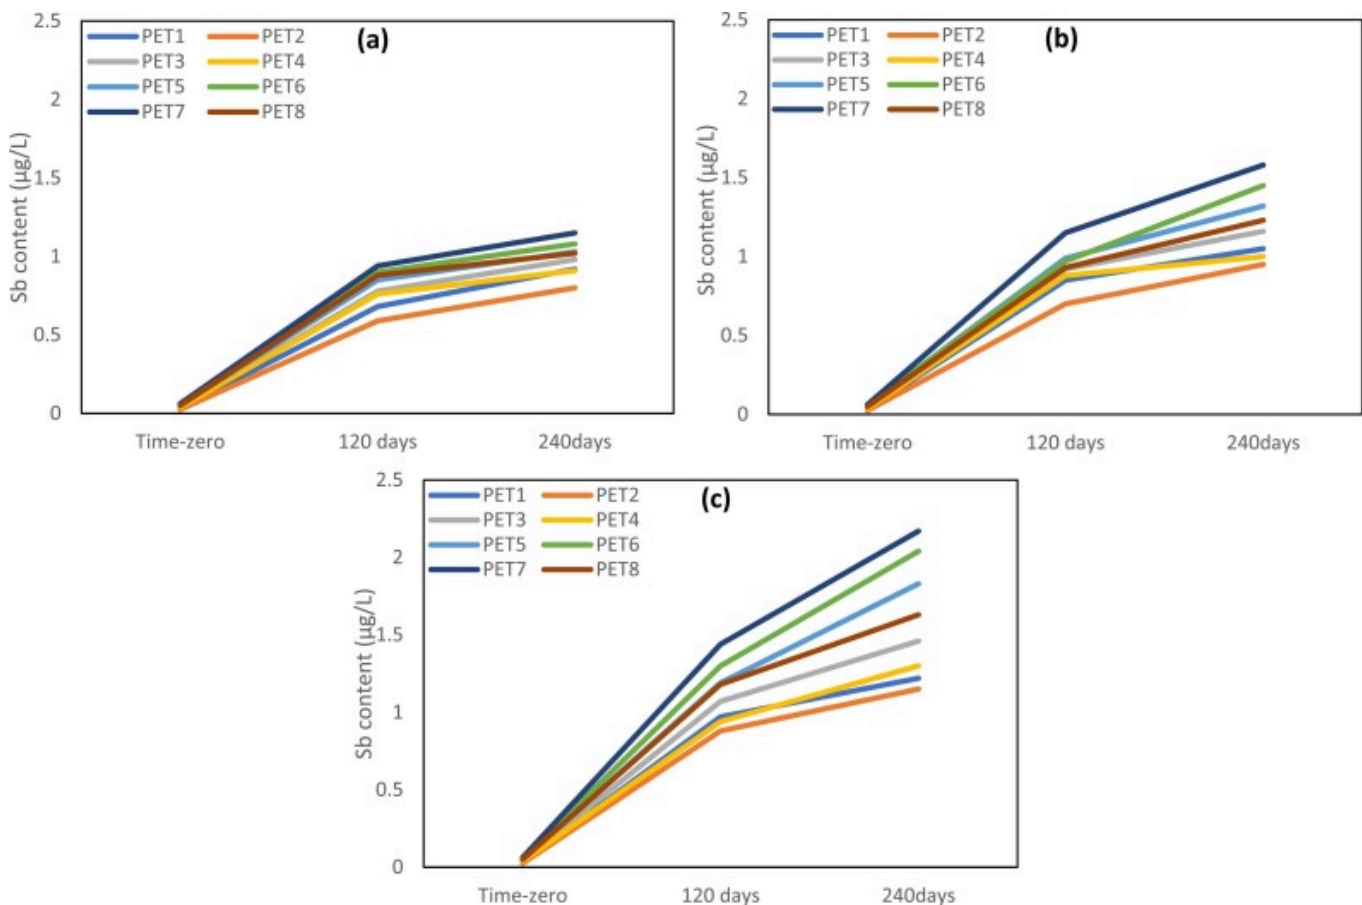 (a)
Sb content (µg/L)
2.5
2
1.5
1
0.5
0
PET1 PET2
PET3 PET4
PET5 PET6
PET7 PET8
Time-zero 120 days 240days
(b)
Sb content (µg/L)
2.5
2
1.5
1
0.5
0
PET1 PET2
PET3 PET4
PET5 PET6
PET7 PET8
Time-zero 120 days 240days
(c)
Sb content (µg/L)
2.5
2
1.5
1
0.5
0
PET1 PET2
PET3 PET4
PET5 PET6
PET7 PET8
Time-zero 120 days 240days